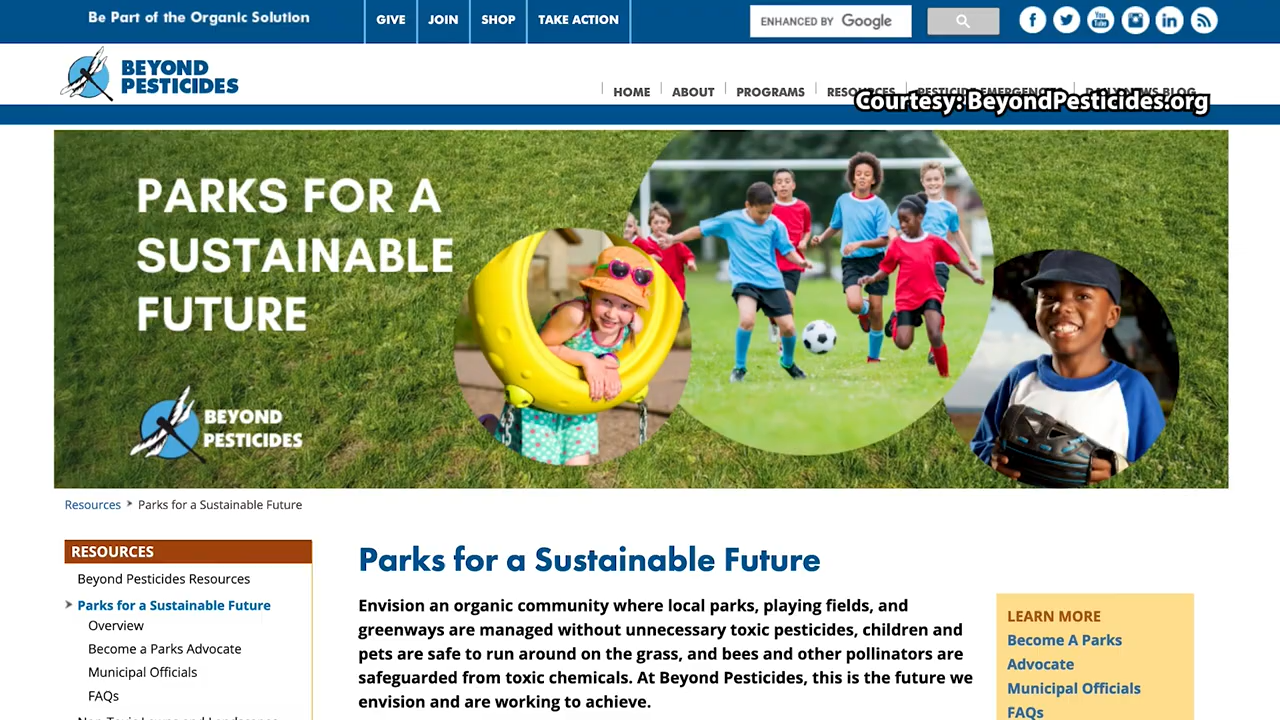 Be Part of the Organic Solution
GIVE
JOIN
SHOP
TAKE ACTION
ENHANCED BY Google
BEYOND
PESTICIDES
HOME
ABOUT
PROGRAMS
RESOURCES
PESTICIDE EMERGENCIES
DAILY NEWS BLOG
Courtesy: BeyondPesticides.org
PARKS FOR A
SUSTAINABLE
FUTURE
BEYOND
PESTICIDES
Resources > Parks for a Sustainable Future
RESOURCES
Beyond Pesticides Resources
Parks for a Sustainable Future
Overview
Become a Parks Advocate
Municipal Officials
FAQs
Parks for a Sustainable Future
Envision an organic community where local parks, playing fields, and
greenways are managed without unnecessary toxic pesticides, children and
pets are safe to run around on the grass, and bees and other pollinators are
safeguarded from toxic chemicals. At Beyond Pesticides, this is the future we
envision and are working to achieve.
LEARN MORE
Become A Parks
Advocate
Municipal Officials
FAQs